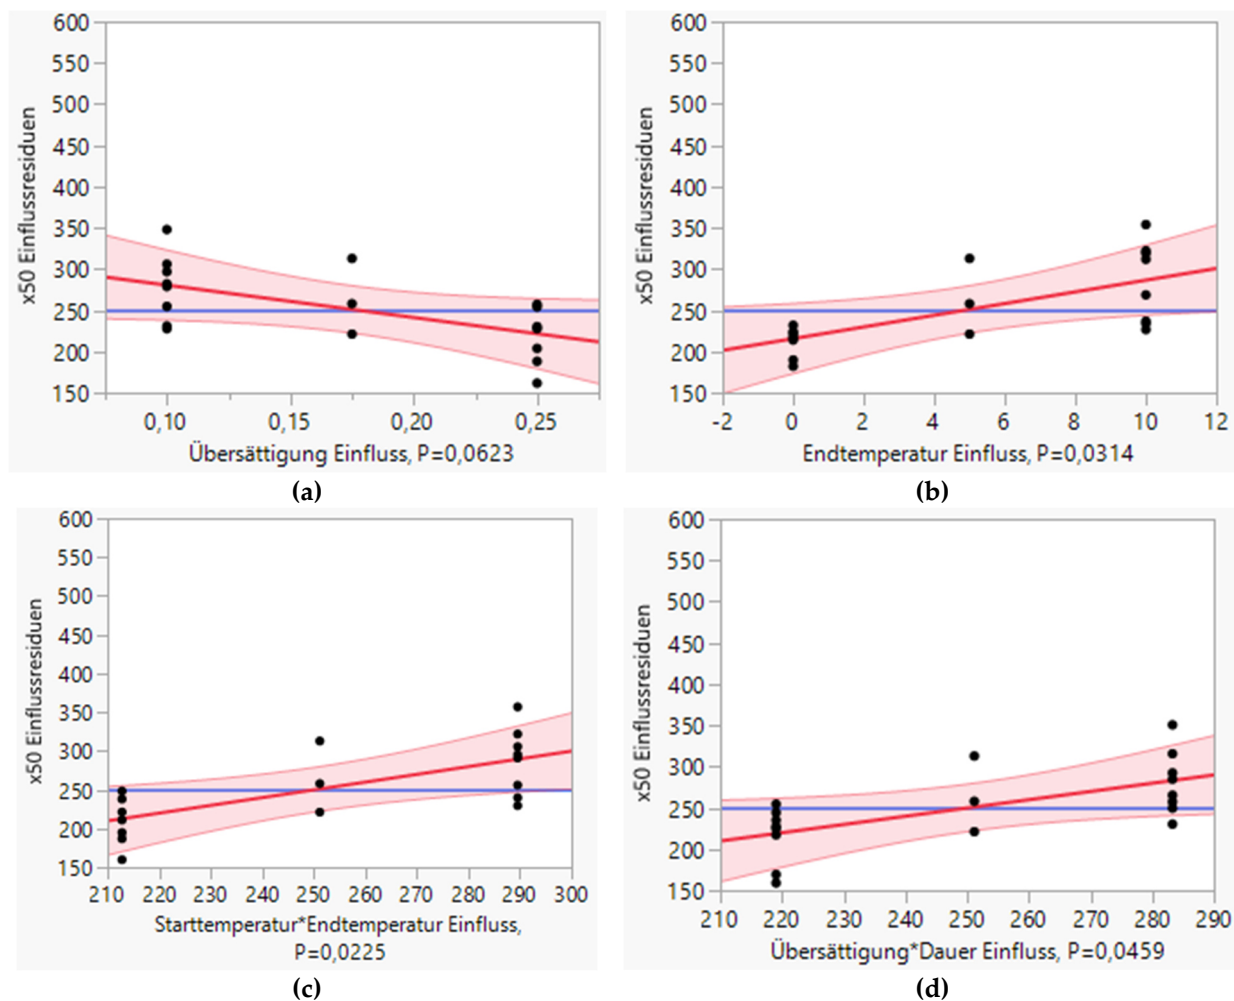 600
550
500
450
400
350
300
250
200
150
x50 Einflussresiduen
0,10 0,15 0,20 0,25
Übersättigung Einfluss, P=0,0623
(a)
600
550
500
450
400
350
300
250
200
150
x50 Einflussresiduen
-2 0 2 4 6 8 10 12
Endtemperatur Einfluss, P=0,0314
(b)
600
550
500
450
400
350
300
250
200
150
x50 Einflussresiduen
210 220 230 240 250 260 270 280 290 300
Starttemperatur*Endtemperatur Einfluss,
P=0,0225
(c)
600
550
500
450
400
350
300
250
200
150
x50 Einflussresiduen
210 220 230 240 250 260 270 280 290
Übersättigung*Dauer Einfluss, P=0,0459
(d)